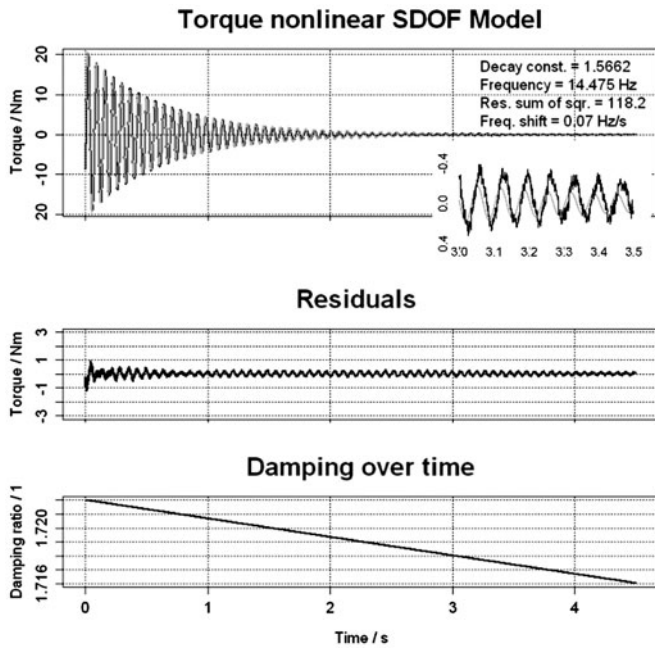 Torque nonlinear SDOF Model
Torque / Nm
20
10
0
-10
20
Decay const. = 1.5662
Frequency = 14.475 Hz
Res. sum of sqr. = 118.2
Freq. shift = 0.07 Hz/s
-0.4
0.0
0.4
3.0 3.1 3.2 3.3 3.4 3.5
Residuals
Torque / Nm
3
1
-1
-3
Damping over time
Damping ratio / 1
1.720
1.716
0 1 2 3 4
Time / s